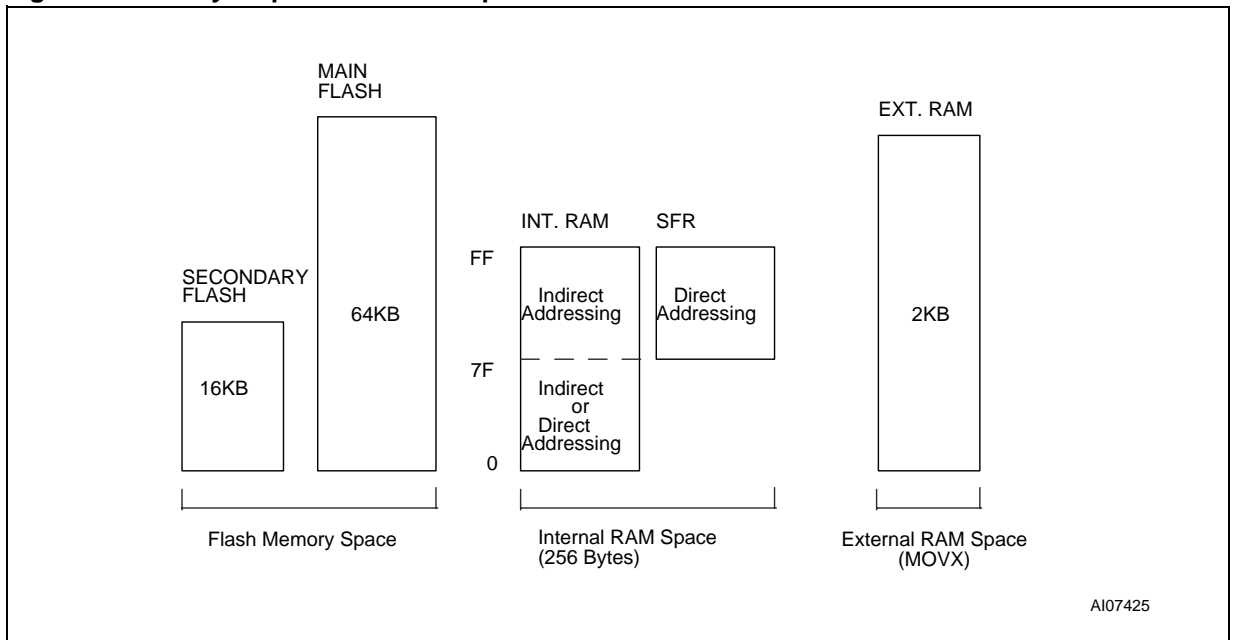 MAIN
FLASH
EXT. RAM
INT. RAM
SFR
FF
SECONDARY
FLASH
Indirect
Addressing
Direct
Addressing
64KB
2KB
7F
16KB
Indirect
or
Direct
Addressing
0
Flash Memory Space
Internal RAM Space
(256 Bytes)
External RAM Space
(MOVX)
AI07425